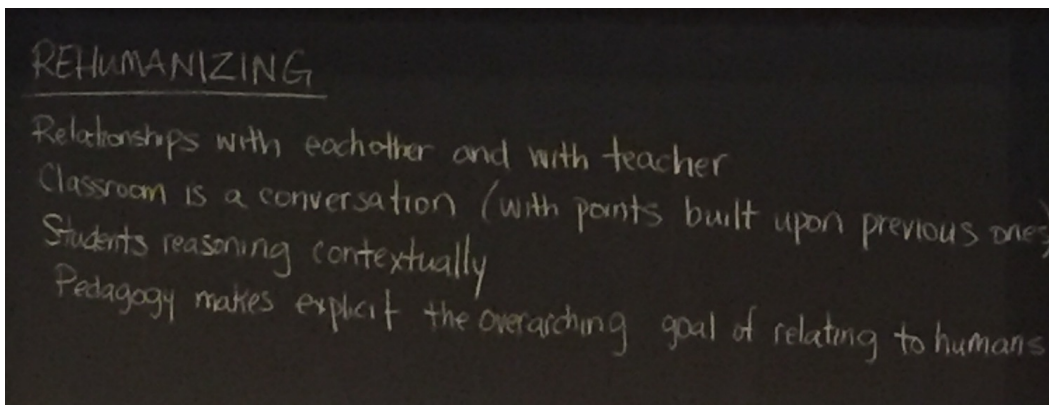 REHUMANIZING
Relationships with eachother and with teacher
Classroom is a conversation (with points built upon previous ones)
Students reasoning contextually
Pedagogy makes explicit the overarching goal of relating to humans